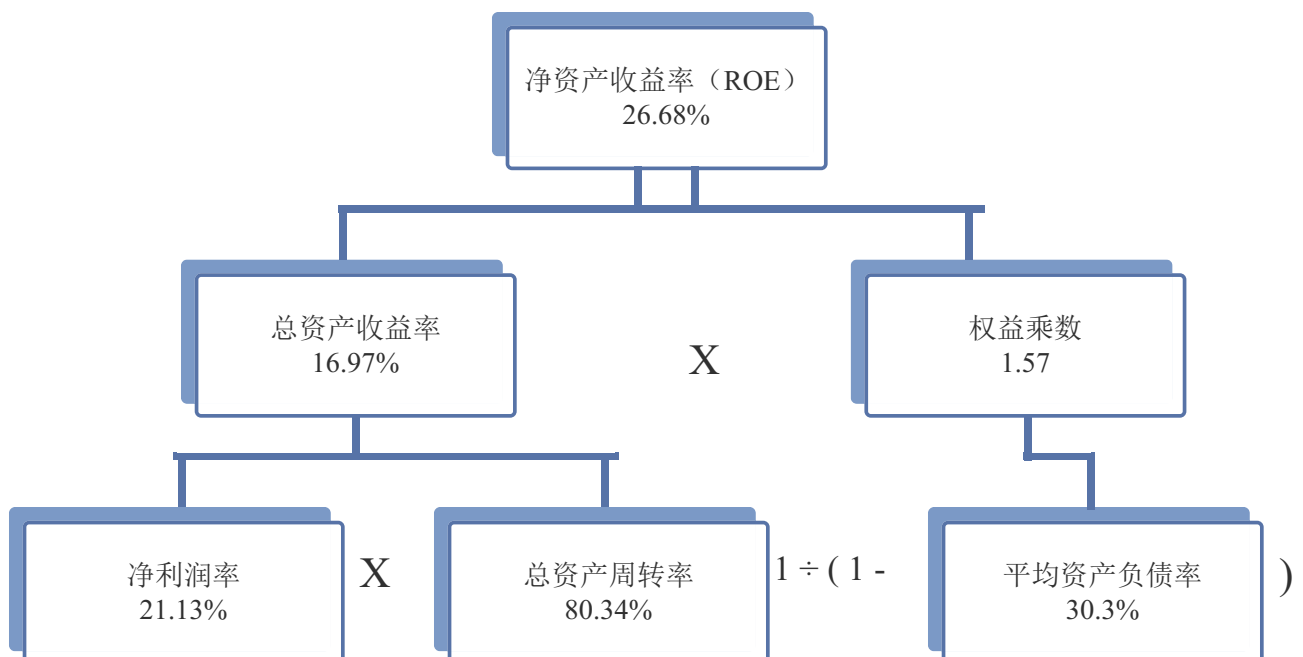 净资产收益率（ROE）
26.68%
总资产收益率
16.97%
X
权益乘数
1.57
净利润率
21.13%
X
总资产周转率
80.34%
1 ÷ ( 1 -
平均资产负债率
30.3%
)